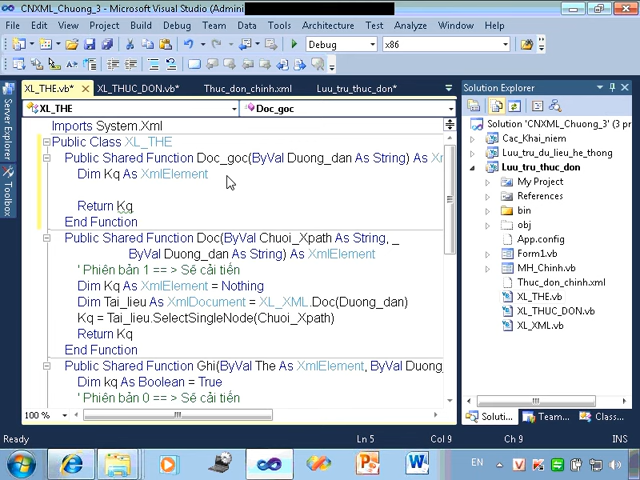 CNXML_Chuong_3 - Microsoft Visual Studio (Admini
File Edit View Project Build Debug Team Data Tools
Architecture Test Analyze Window Help
Debug x86
XL_THE.vb* XL_THUC_DON.vb* Thuc_don_chinh.xml Luu_tru_thuc_don*
XL_THE Doc_goc
Imports System.Xml
Public Class XL_THE
Public Shared Function Doc_goc(ByVal Duong_dan As String) As Xr
Dim Kq As XmlElement
Return Kq
End Function
Public Shared Function Doc(ByVal Chuoi_Xpath As String, _
ByVal Duong_dan As String) As XmlElement
' Phiên bản 1 == > Sẽ cải tiến
Dim Kq As XmlElement = Nothing
Dim Tai_lieu As XmlDocument = XL_XML.Doc(Duong_dan)
Kq = Tai_lieu.SelectSingleNode(Chuoi_Xpath)
Return Kq
End Function
Public Shared Function Ghi(ByVal The As XmlElement, ByVal Duong_
Dim kq As Boolean = True
' Phiên bản 0 == > Sẽ cải tiến
100 %
Server Explorer
Toolbox
Solution Explorer
Solution 'CNXML_Chuong_3' (3 p
Cac_Khai_niem
Luu_tru_du_lieu_he_thong
Luu_tru_thuc_don
My Project
References
bin
obj
App.config
Form1.vb
MH_Chinh.vb
Thuc_don_chinh.xml
XL_THE.vb
XL_THUC_DON.vb
XL_XML.vb
Soluti... Team... Class...
Ready Ln 5 Col 9 Ch 9 INS
EN